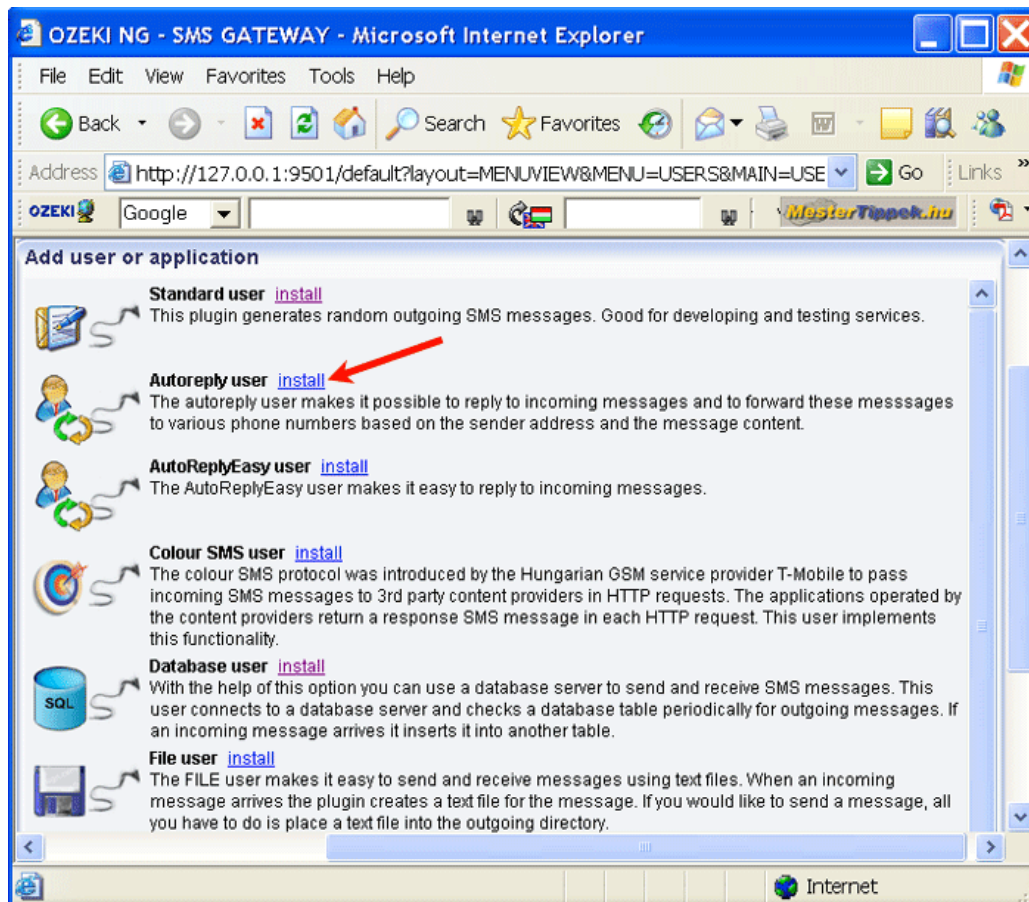 OZEKI NG - SMS GATEWAY - Microsoft Internet Explorer
File Edit View Favorites Tools Help
Back Search Favorites
Address http://127.0.0.1:9501/default?layout=MENUVIEW&MENU=USERS&MAIN=USE Go Links »
OZEKI Google MesterTippek.hu
Add user or application
Standard user install
This plugin generates random outgoing SMS messages. Good for developing and testing services.
Autoreply user install
The autoreply user makes it possible to reply to incoming messages and to forward these messsages
to various phone numbers based on the sender address and the message content.
AutoReplyEasy user install
The AutoReplyEasy user makes it easy to reply to incoming messages.
Colour SMS user install
The colour SMS protocol was introduced by the Hungarian GSM service provider T-Mobile to pass
incoming SMS messages to 3rd party content providers in HTTP requests. The applications operated by
the content providers return a response SMS message in each HTTP request. This user implements
this functionality.
Database user install
SQL
With the help of this option you can use a database server to send and receive SMS messages. This
user connects to a database server and checks a database table periodically for outgoing messages. If
an incoming message arrives it inserts it into another table.
File user install
The FILE user makes it easy to send and receive messages using text files. When an incoming
message arrives the plugin creates a text file for the message. If you would like to send a message, all
you have to do is place a text file into the outgoing directory.
Internet